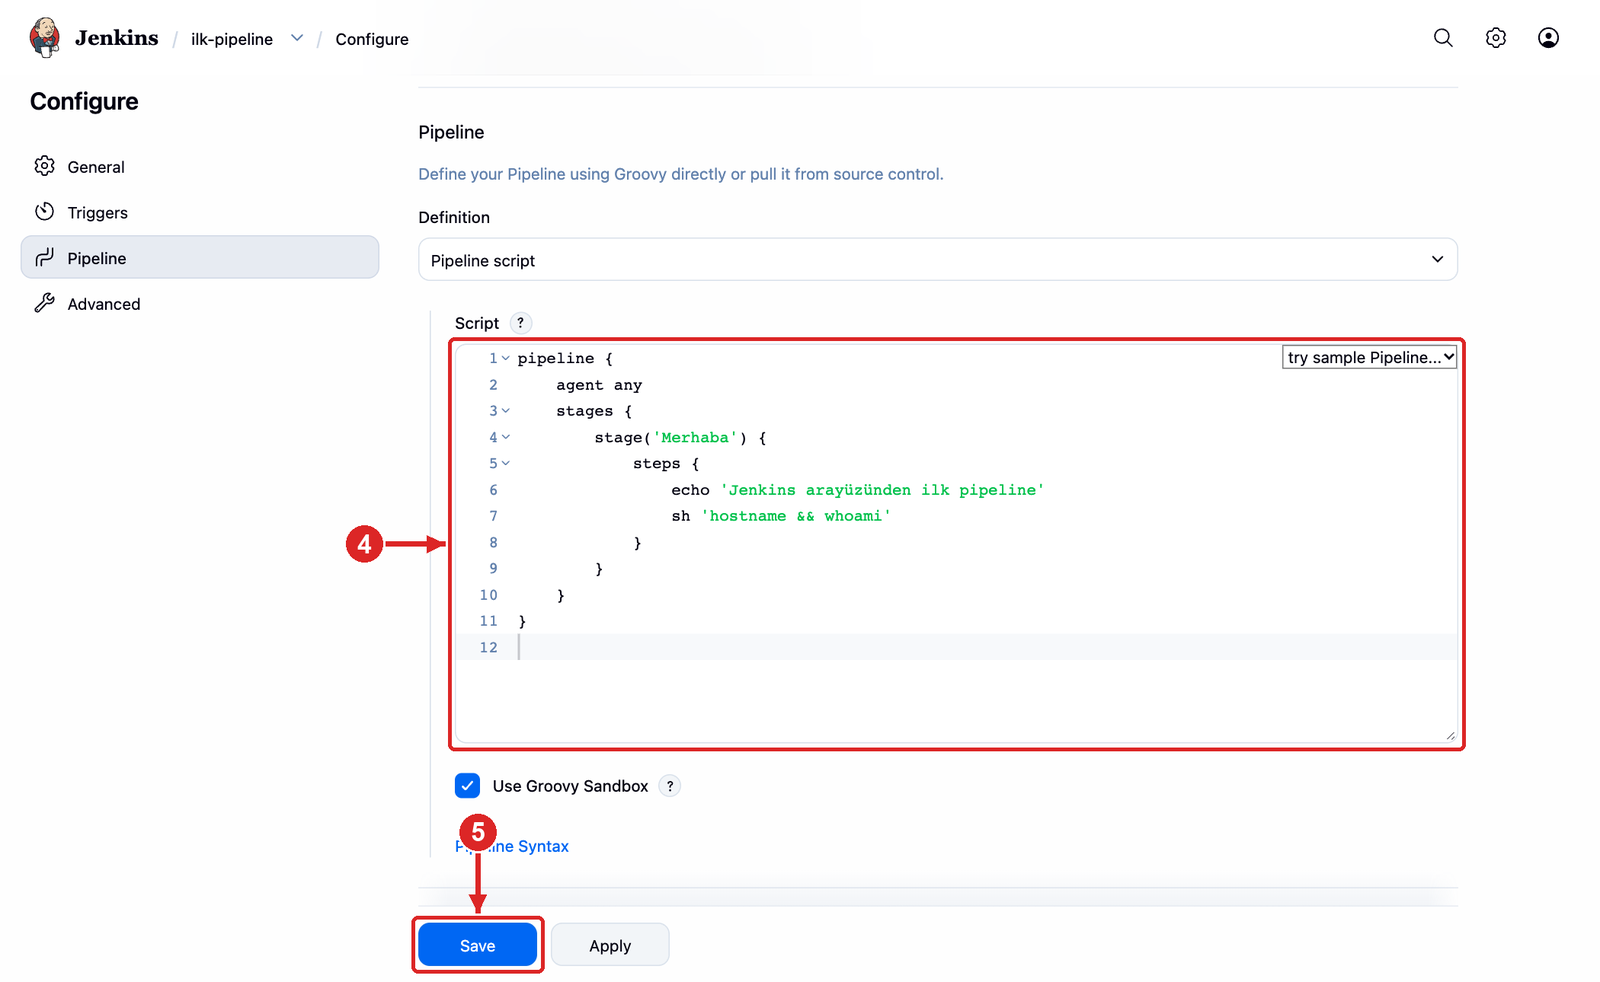 Jenkins / ilk-pipeline / Configure
Configure
General
Triggers
Pipeline
Advanced
Pipeline
Define your Pipeline using Groovy directly or pull it from source control.
Definition
Pipeline script
Script ?
try sample Pipeline...
1 pipeline {
2     agent any
3     stages {
4         stage('Merhaba') {
5             steps {
6                 echo 'Jenkins arayüzünden ilk pipeline'
7                 sh 'hostname && whoami'
8             }
9         }
10     }
11 }
12
4
Use Groovy Sandbox ?
5
Pipeline Syntax
Save
Apply